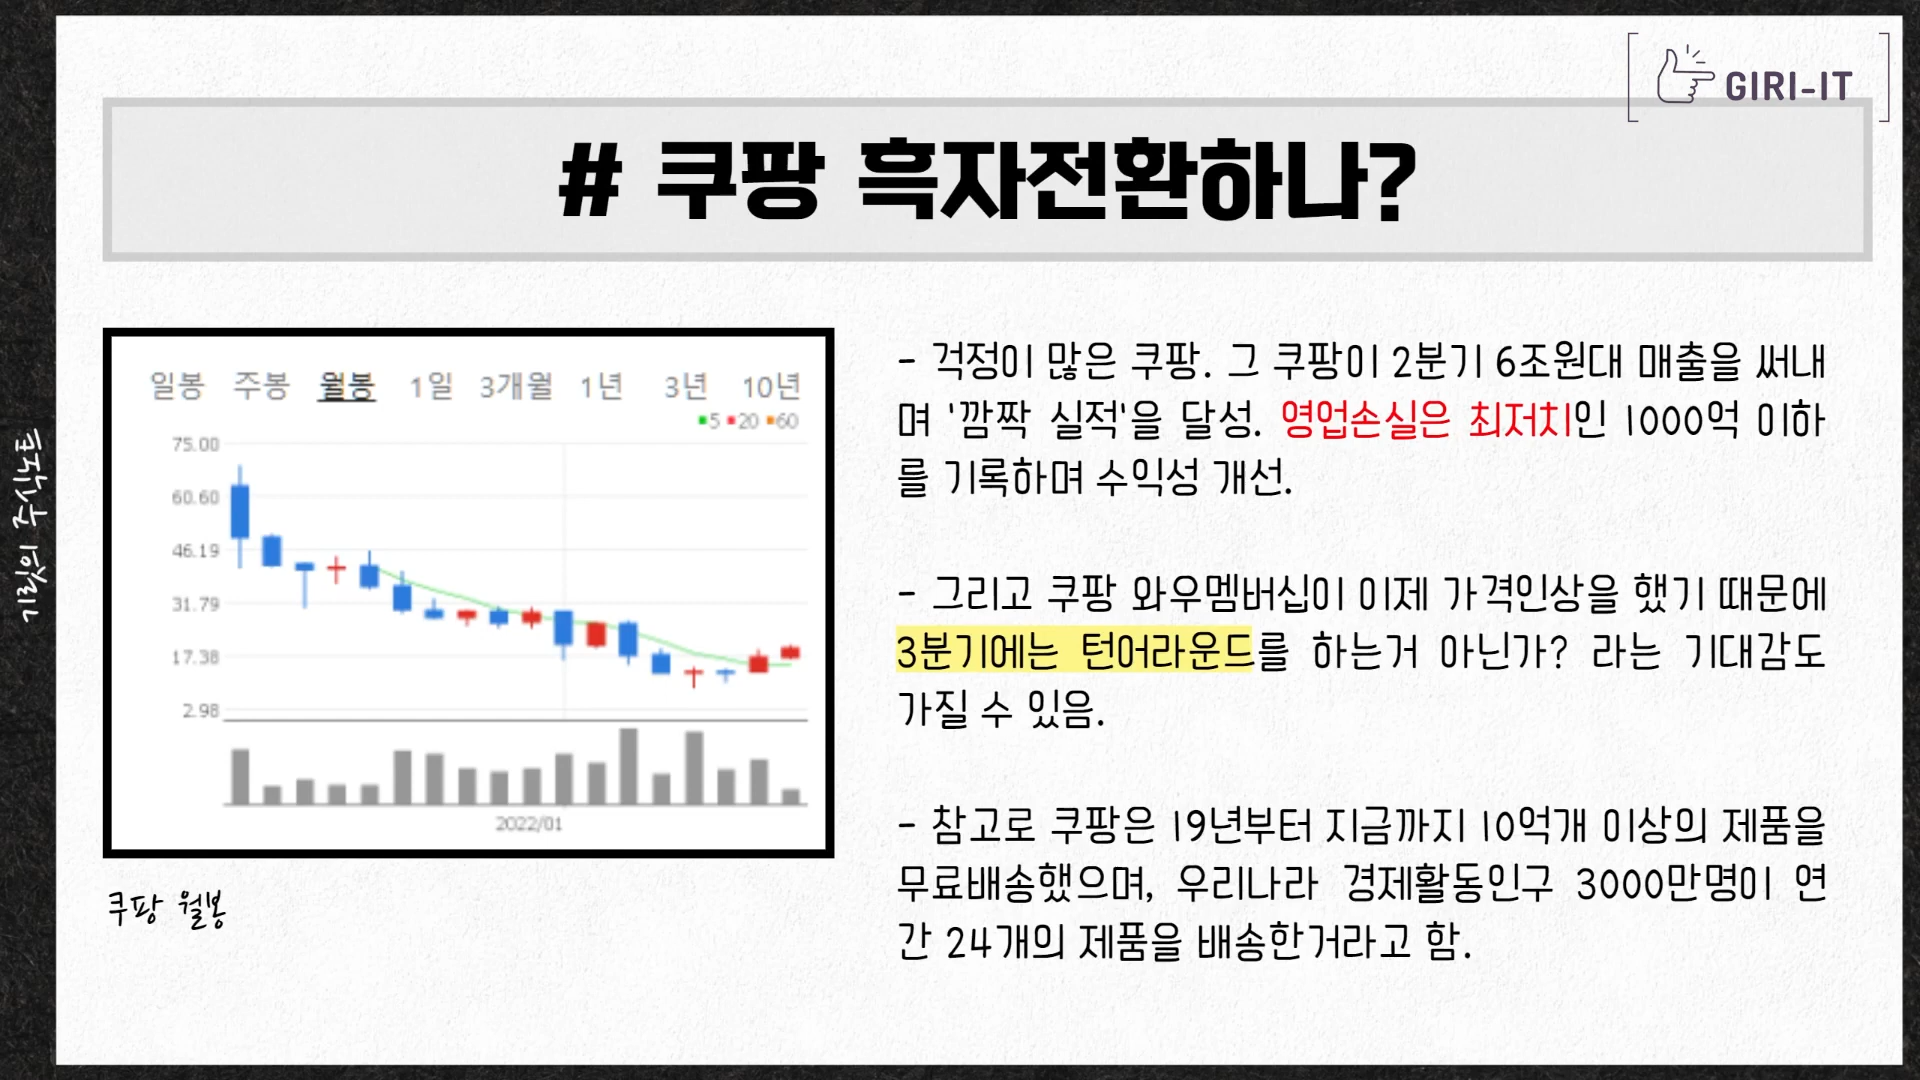 GIRI-IT
# 쿠팡 흑자전환하나?
기릿의 주식노트
일봉 주봉 월봉 1일 3개월 1년 3년 10년
5 20 60
75.00
60.60
46.19
31.79
17.38
2.98
2022/01
쿠팡 월봉
- 걱정이 많은 쿠팡. 그 쿠팡이 2분기 6조원대 매출을 써내
며 '깜짝 실적'을 달성. 영업손실은 최저치인 1000억 이하
를 기록하며 수익성 개선.
- 그리고 쿠팡 와우멤버십이 이제 가격인상을 했기 때문에
3분기에는 턴어라운드를 하는거 아닌가? 라는 기대감도
가질 수 있음.
- 참고로 쿠팡은 19년부터 지금까지 10억개 이상의 제품을
무료배송했으며, 우리나라 경제활동인구 3000만명이 연
간 24개의 제품을 배송한거라고 함.